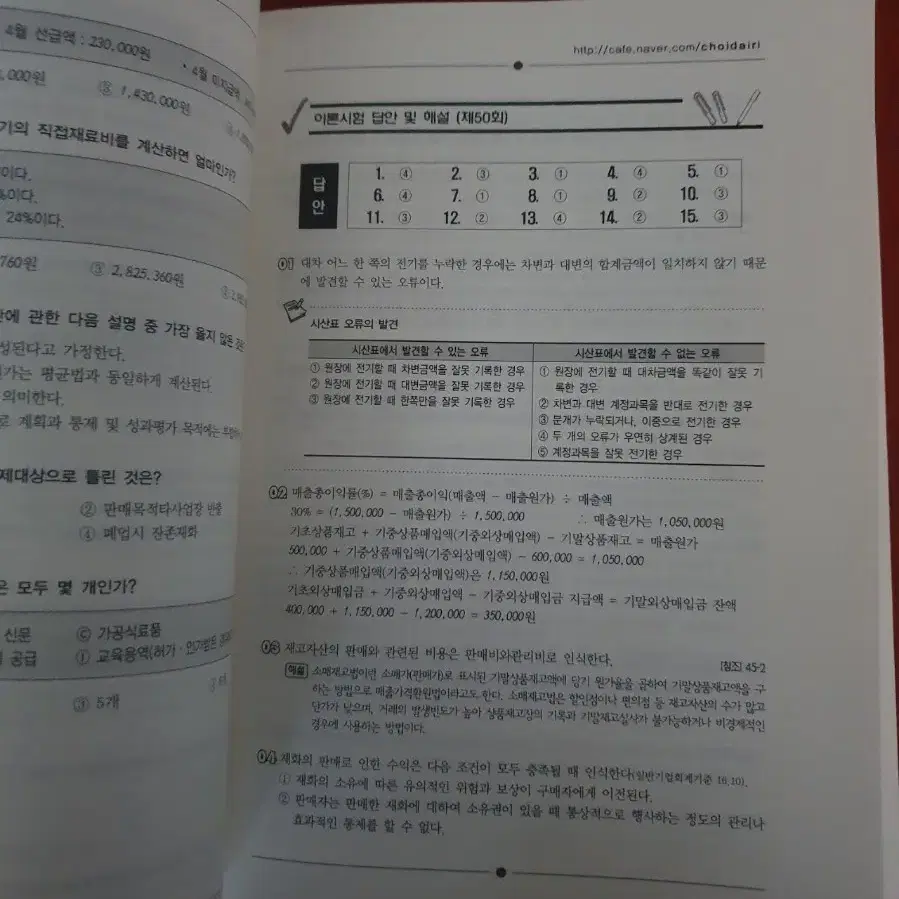 4월 선급액 : 230,000원
• 4월 미지급액
,000원
③ 1,430,000원
기의 직접재료비를 계산하면 얼마인가?
이다.
%이다.
24%이다.
760원
③ 2,825,360원
에 관한 다음 설명 중 가장 옳지 않은 것은
성된다고 가정한다.
가는 평균법과 동일하게 계산된다
의미한다.
로 계획과 통제 및 성과평가 목적에는
제대상으로 틀린 것은?
② 판매목적타사업장 반출
④ 폐업시 잔존재화
은 모두 몇 개인가?
신문
ⓒ 가공식료품
공급
ⓕ 교육용역(허가·인가받은
③ 5개
http://cafe.naver.com/choidairi
이론시험 답안 및 해설 (제50회)
답안
1. ④ 2. ③ 3. ① 4. ④ 5. ①
6. ④ 7. ① 8. ① 9. ② 10. ③
11. ③ 12. ② 13. ④ 14. ② 15. ③
01 대차 어느 한 쪽의 전기를 누락한 경우에는 차변과 대변의 합계금액이 일치하지 않기 때문
에 발견할 수 있는 오류이다.
시산표 오류의 발견
시산표에서 발견할 수 있는 오류
① 원장에 전기할 때 차변금액을 잘못 기록한 경우
② 원장에 전기할 때 대변금액을 잘못 기록한 경우
③ 원장에 전기할 때 한쪽만을 잘못 기록한 경우
시산표에서 발견할 수 없는 오류
① 원장에 전기할 때 대차금액을 똑같이 잘못 기
록한 경우
② 차변과 대변 계정과목을 반대로 전기한 경우
③ 분개가 누락되거나, 이중으로 전기한 경우
④ 두 개의 오류가 우연히 상계된 경우
⑤ 계정과목을 잘못 전기한 경우
02 매출총이익률(%) = 매출총이익(매출액 - 매출원가) ÷ 매출액
30% = (1,500,000 - 매출원가) ÷ 1,500,000 ∴ 매출원가는 1,050,000원
기초상품재고 + 기중상품매입액(기중외상매입액) - 기말상품재고 = 매출원가
500,000 + 기중상품매입액(기중외상매입액) - 600,000 = 1,050,000
∴ 기중상품매입액(기중외상매입액)은 1,150,000원
기초외상매입금 + 기중외상매입액 - 기중외상매입금 지급액 = 기말외상매입금 잔액
400,000 + 1,150,000 - 1,200,000 = 350,000원
03 재고자산의 판매와 관련된 비용은 판매비와관리비로 인식한다. [참조] 45-2
해설 소매재고법이란 소매가(판매가)로 표시된 기말상품재고액에 당기 원가율을 곱하여 기말상품재고액을 구
하는 방법으로 매출가격환원법이라고도 한다. 소매재고법은 할인점이나 편의점 등 재고자산의 수가 많고
단가가 낮으며, 거래의 발생빈도가 높아 상품재고장의 기록과 기말재고실사가 불가능하거나 비경제적인
경우에 사용하는 방법이다.
04 재화의 판매로 인한 수익은 다음 조건이 모두 충족될 때 인식한다(일반기업회계기준 16.10).
① 재화의 소유에 따른 유의적인 위험과 보상이 구매자에게 이전된다.
② 판매자는 판매한 재화에 대하여 소유권이 있을 때 통상적으로 행사하는 정도의 관리나
효과적인 통제를 할 수 없다.